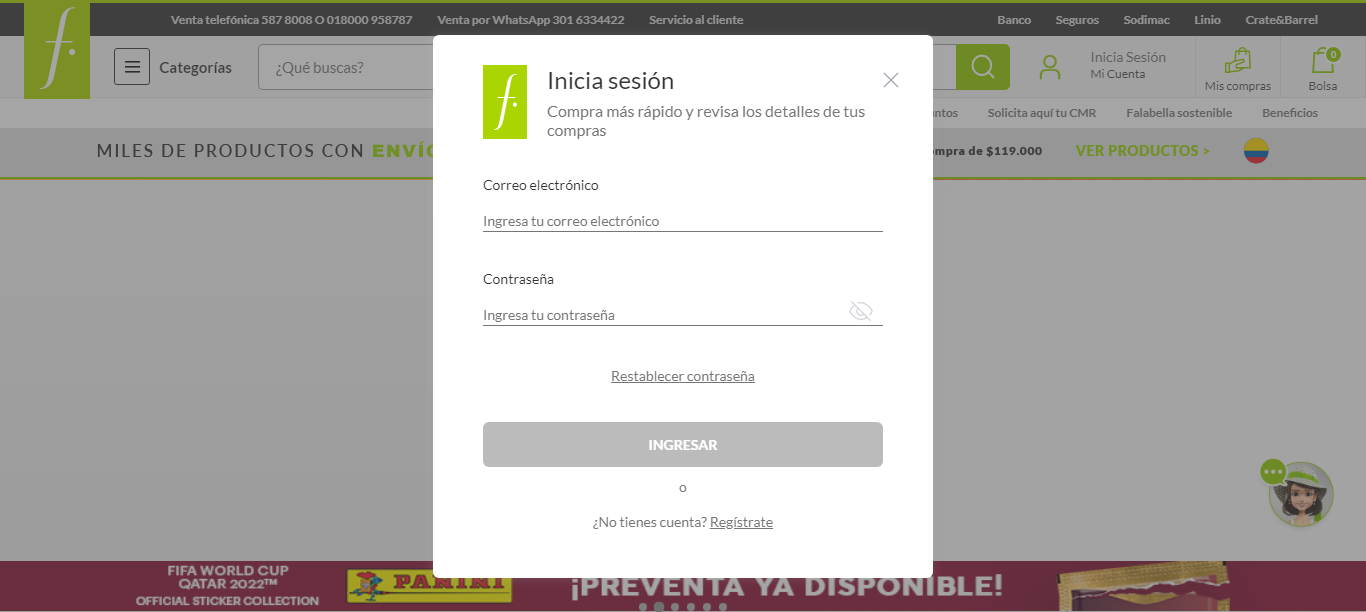 Venta telefónica 587 8008 O 018000 958787 Venta por WhatsApp 301 6334422 Servicio al cliente Banco Seguros Sodimac Linio Crate&Barrel
f.
Categorías
¿Qué buscas?
Inicia Sesión
Mi Cuenta
Mis compras
0
Bolsa
Solicita aquí tu CMR Falabella sostenible Beneficios
MILES DE PRODUCTOS CON
$119.000 VER PRODUCTOS >
f.
Inicia sesión
Compra más rápido y revisa los detalles de tus
compras
Correo electrónico
Ingresa tu correo electrónico
Contraseña
Ingresa tu contraseña
Restablecer contraseña
INGRESAR
o
¿No tienes cuenta? Regístrate
FIFA WORLD CUP
QATAR 2022™
OFFICIAL STICKER COLLECTION
PANINI
¡PREVENTA YA DISPONIBLE!